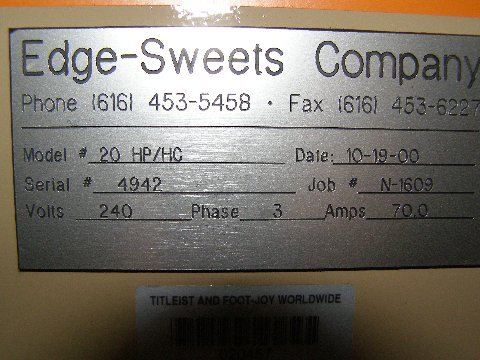 Edge-Sweets Company
Phone (616) 453-5458 · Fax (616) 453-6227
Model # 20 HP/HC Date: 10-19-00
Serial # 4942 Job # N-1609
Volts 240 Phase 3 Amps 70.0
TITLEIST AND FOOT-JOY WORLDWIDE